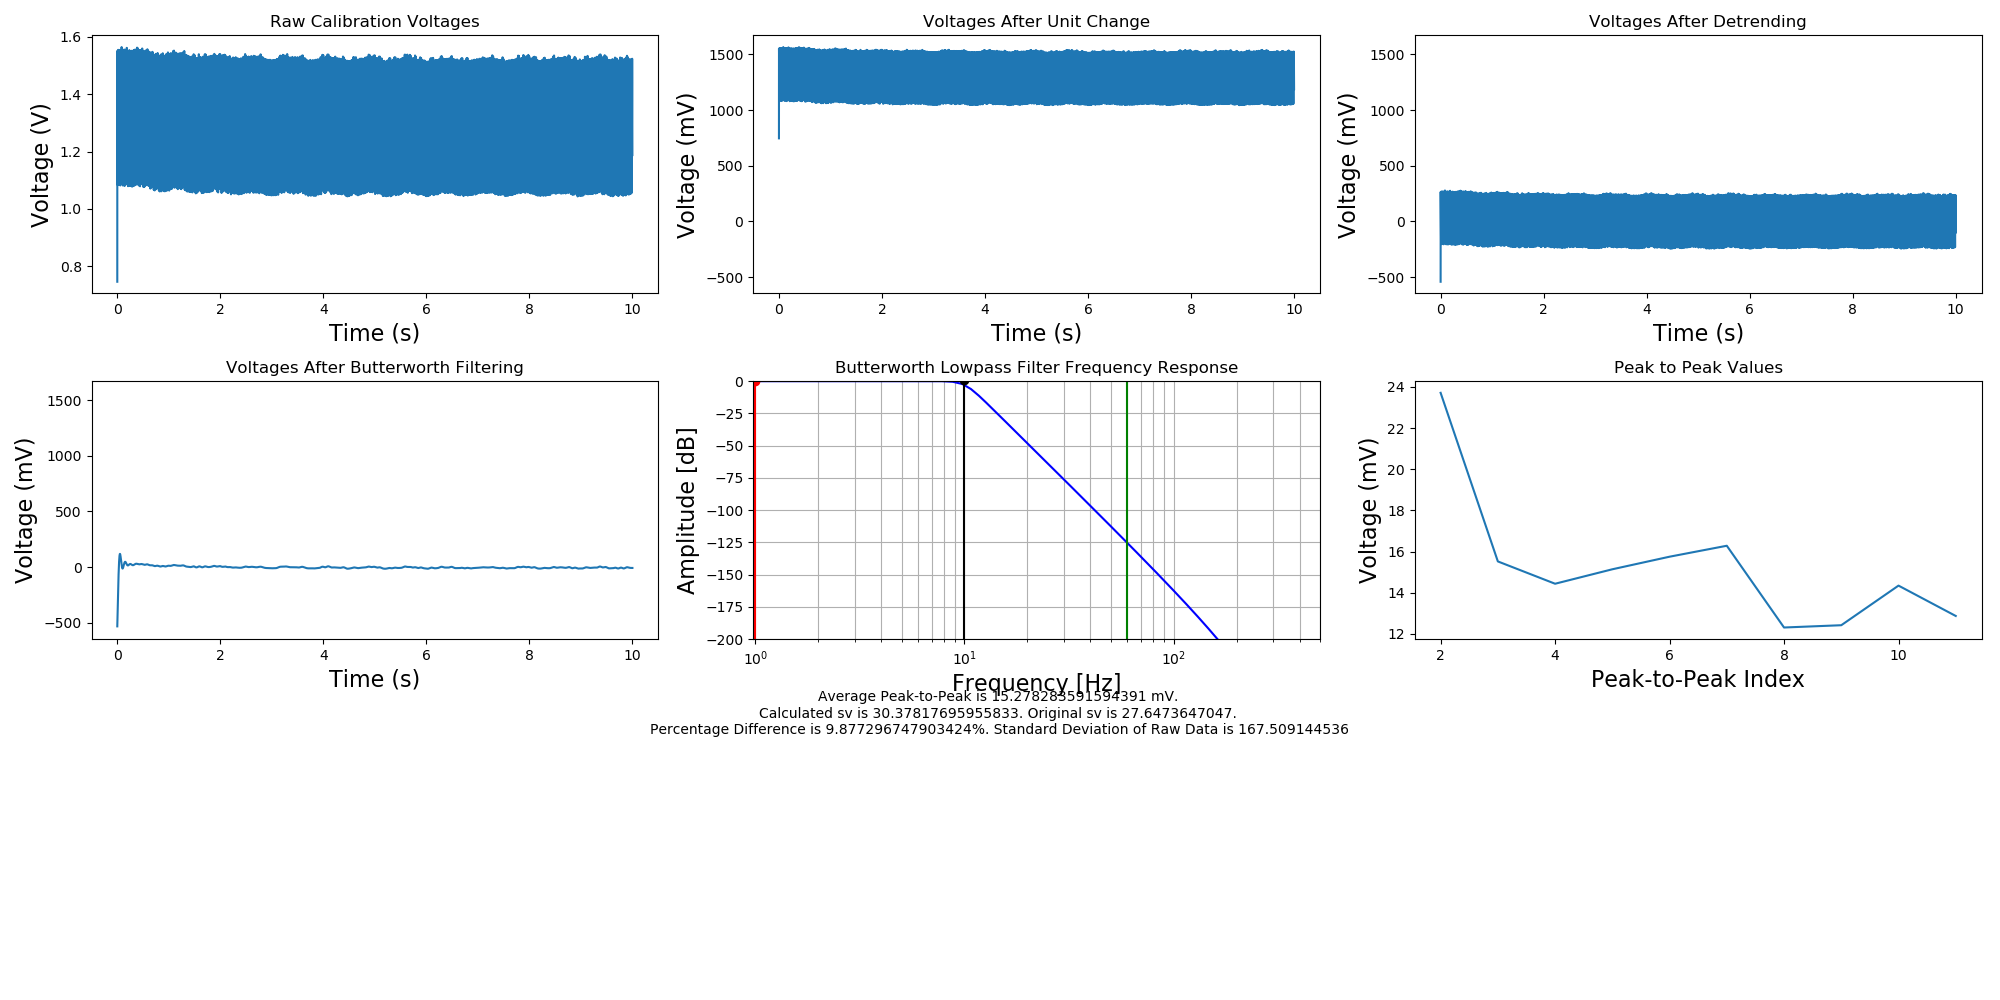 Raw Calibration Voltages
Voltage (V)
1.6
1.4
1.2
1.0
0.8
0 2 4 6 8 10
Time (s)
Voltages After Unit Change
Voltage (mV)
1500
1000
500
0
−500
0 2 4 6 8 10
Time (s)
Voltages After Detrending
Voltage (mV)
1500
1000
500
0
−500
0 2 4 6 8 10
Time (s)
Voltages After Butterworth Filtering
Voltage (mV)
1500
1000
500
0
−500
0 2 4 6 8 10
Time (s)
Butterworth Lowpass Filter Frequency Response
Amplitude [dB]
0
−25
−50
−75
−100
−125
−150
−175
−200
10⁰ 10¹ 10²
Frequency [Hz]
Peak to Peak Values
Voltage (mV)
24
22
20
18
16
14
12
2 4 6 8 10
Peak-to-Peak Index
Average Peak-to-Peak is 15.278283591594391 mV.
Calculated sv is 30.37817695955833. Original sv is 27.6473647047.
Percentage Difference is 9.877296747903424%. Standard Deviation of Raw Data is 167.509144536